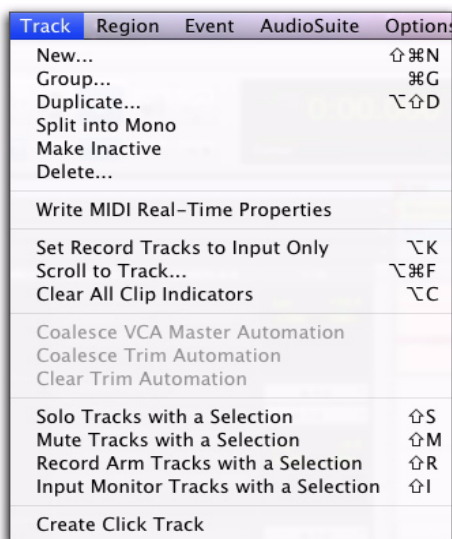 Track Region Event AudioSuite Options
New... ⇧⌘N
Group... ⌘G
Duplicate... ⌥⇧D
Split into Mono
Make Inactive
Delete...
Write MIDI Real-Time Properties
Set Record Tracks to Input Only ⌥K
Scroll to Track... ⌥⌘F
Clear All Clip Indicators ⌥C
Coalesce VCA Master Automation
Coalesce Trim Automation
Clear Trim Automation
Solo Tracks with a Selection ⇧S
Mute Tracks with a Selection ⇧M
Record Arm Tracks with a Selection ⇧R
Input Monitor Tracks with a Selection ⇧I
Create Click Track